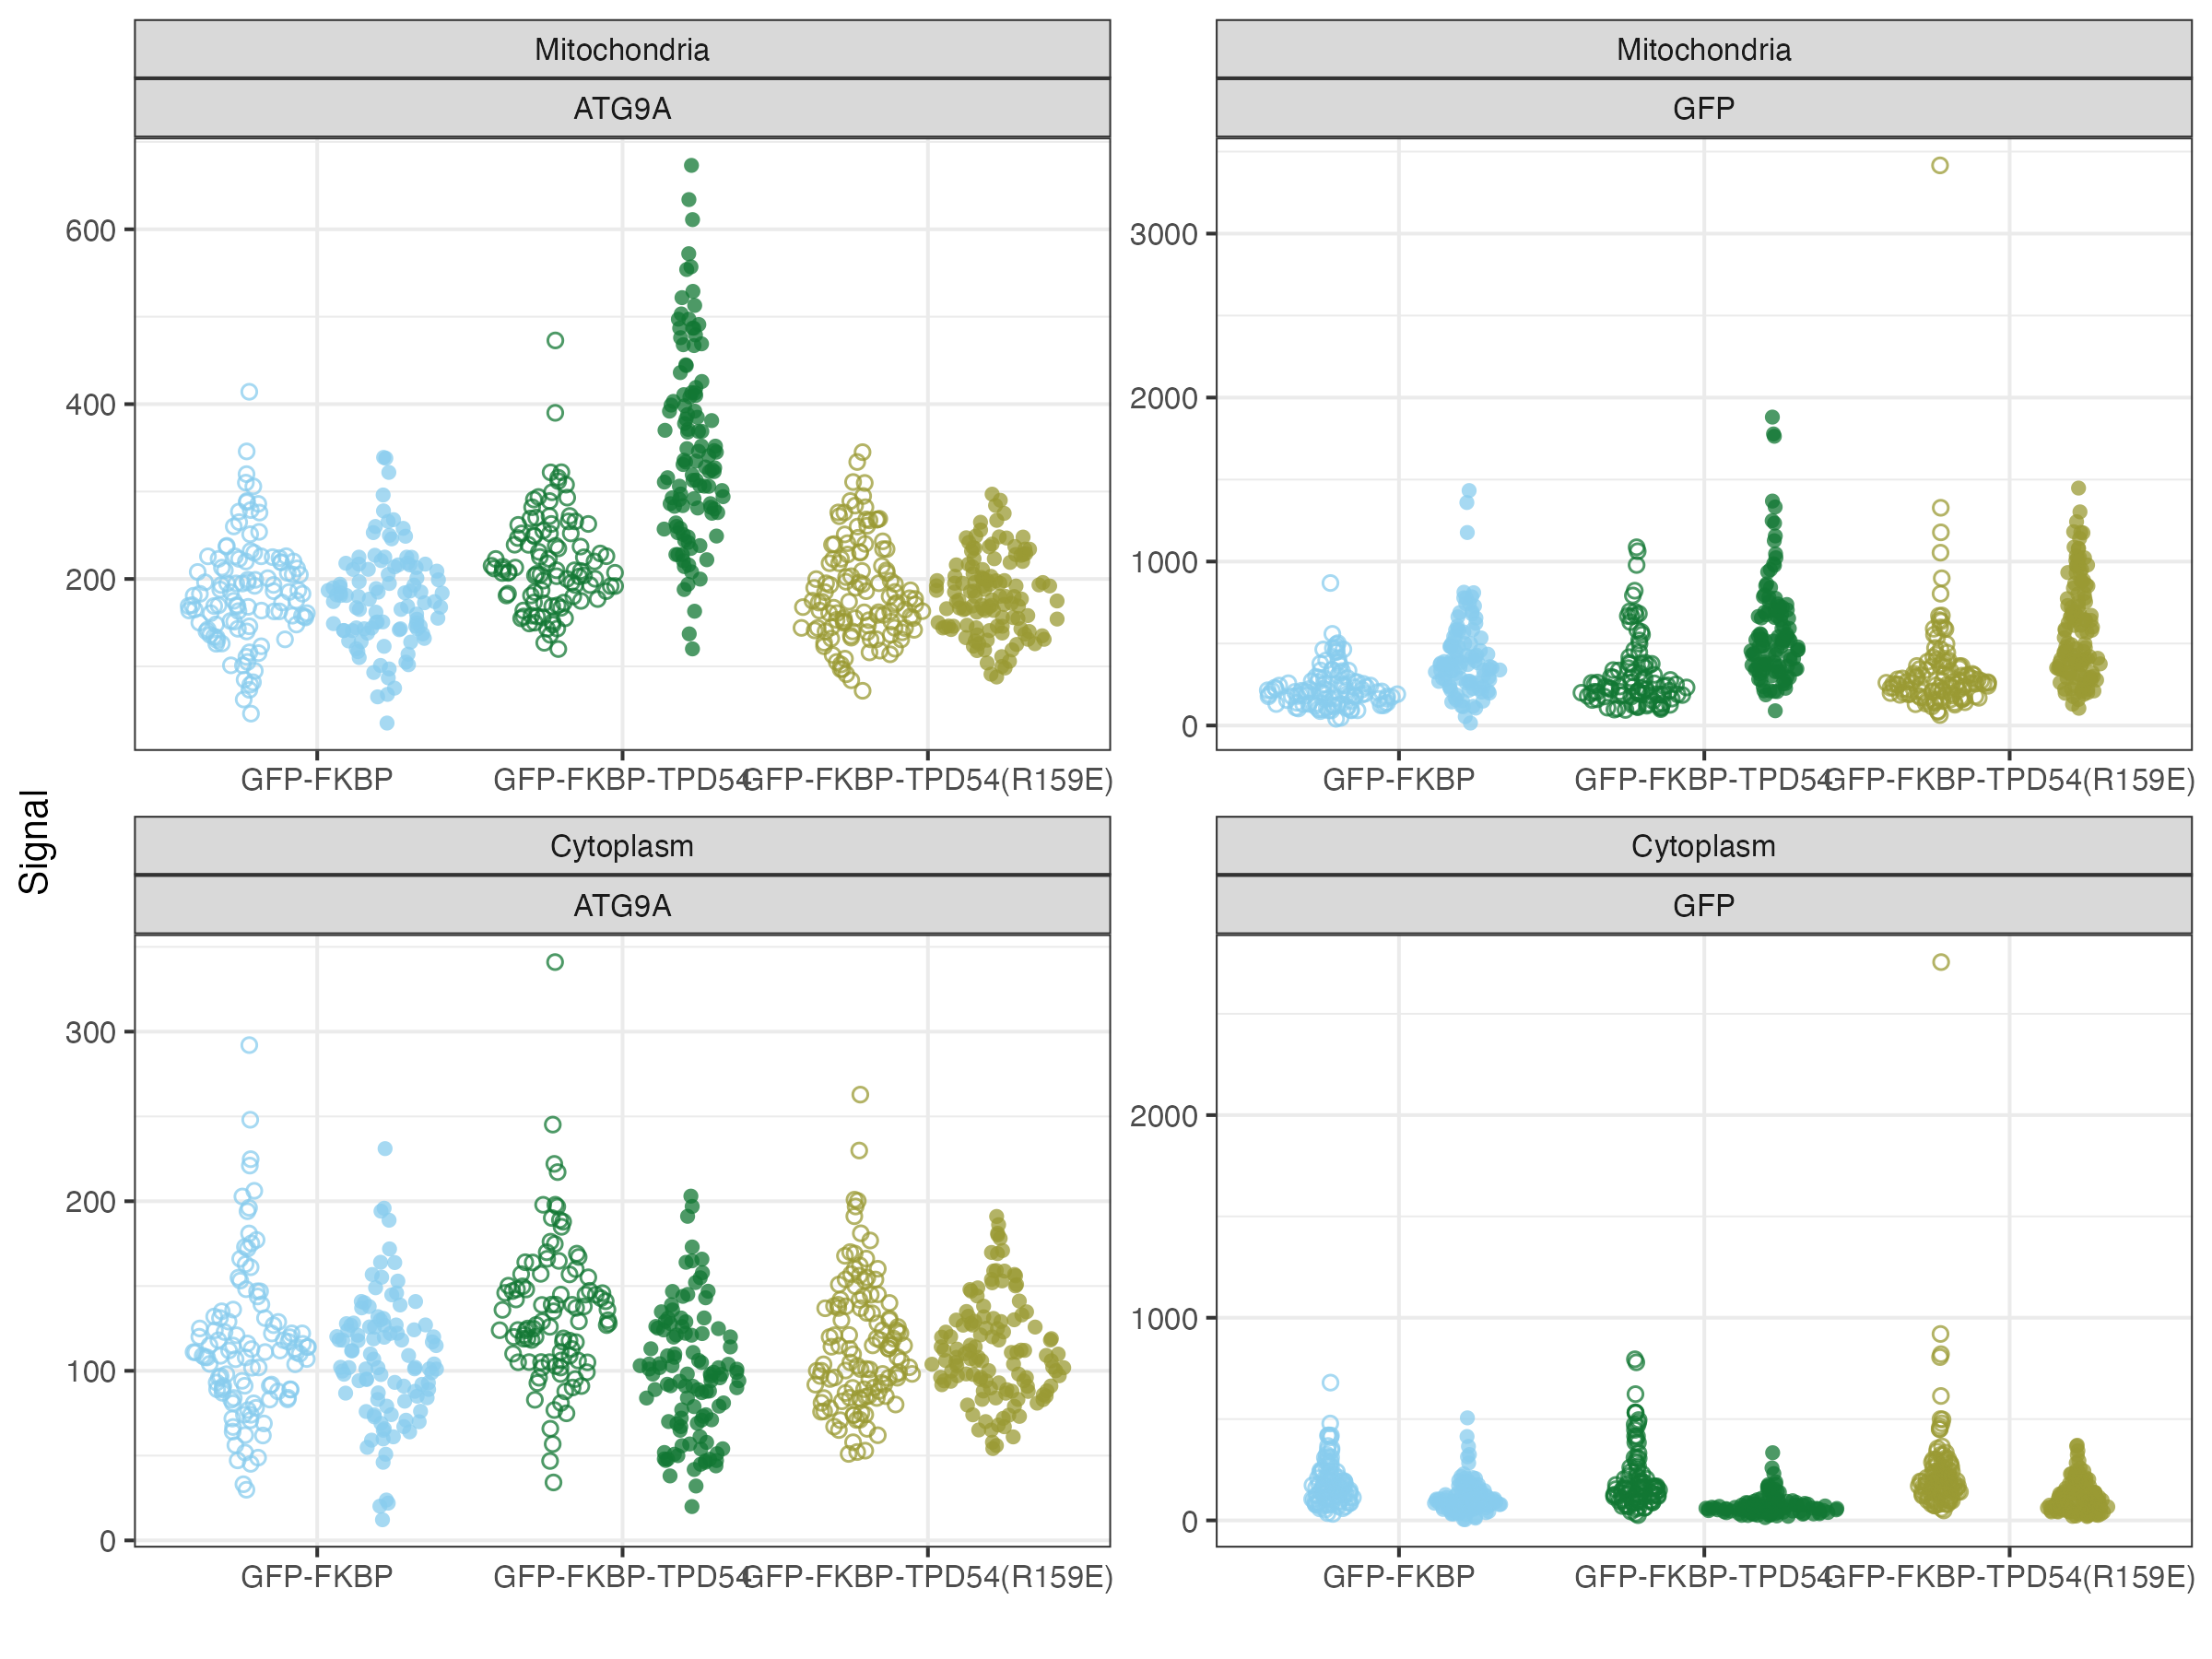 Mitochondria
ATG9A
600
400
200
GFP-FKBP
GFP-FKBP-TPD54
GFP-FKBP-TPD54(R159E)
Mitochondria
GFP
3000
2000
1000
0
GFP-FKBP
GFP-FKBP-TPD54
GFP-FKBP-TPD54(R159E)
Signal
Cytoplasm
ATG9A
300
200
100
0
GFP-FKBP
GFP-FKBP-TPD54
GFP-FKBP-TPD54(R159E)
Cytoplasm
GFP
2000
1000
0
GFP-FKBP
GFP-FKBP-TPD54
GFP-FKBP-TPD54(R159E)